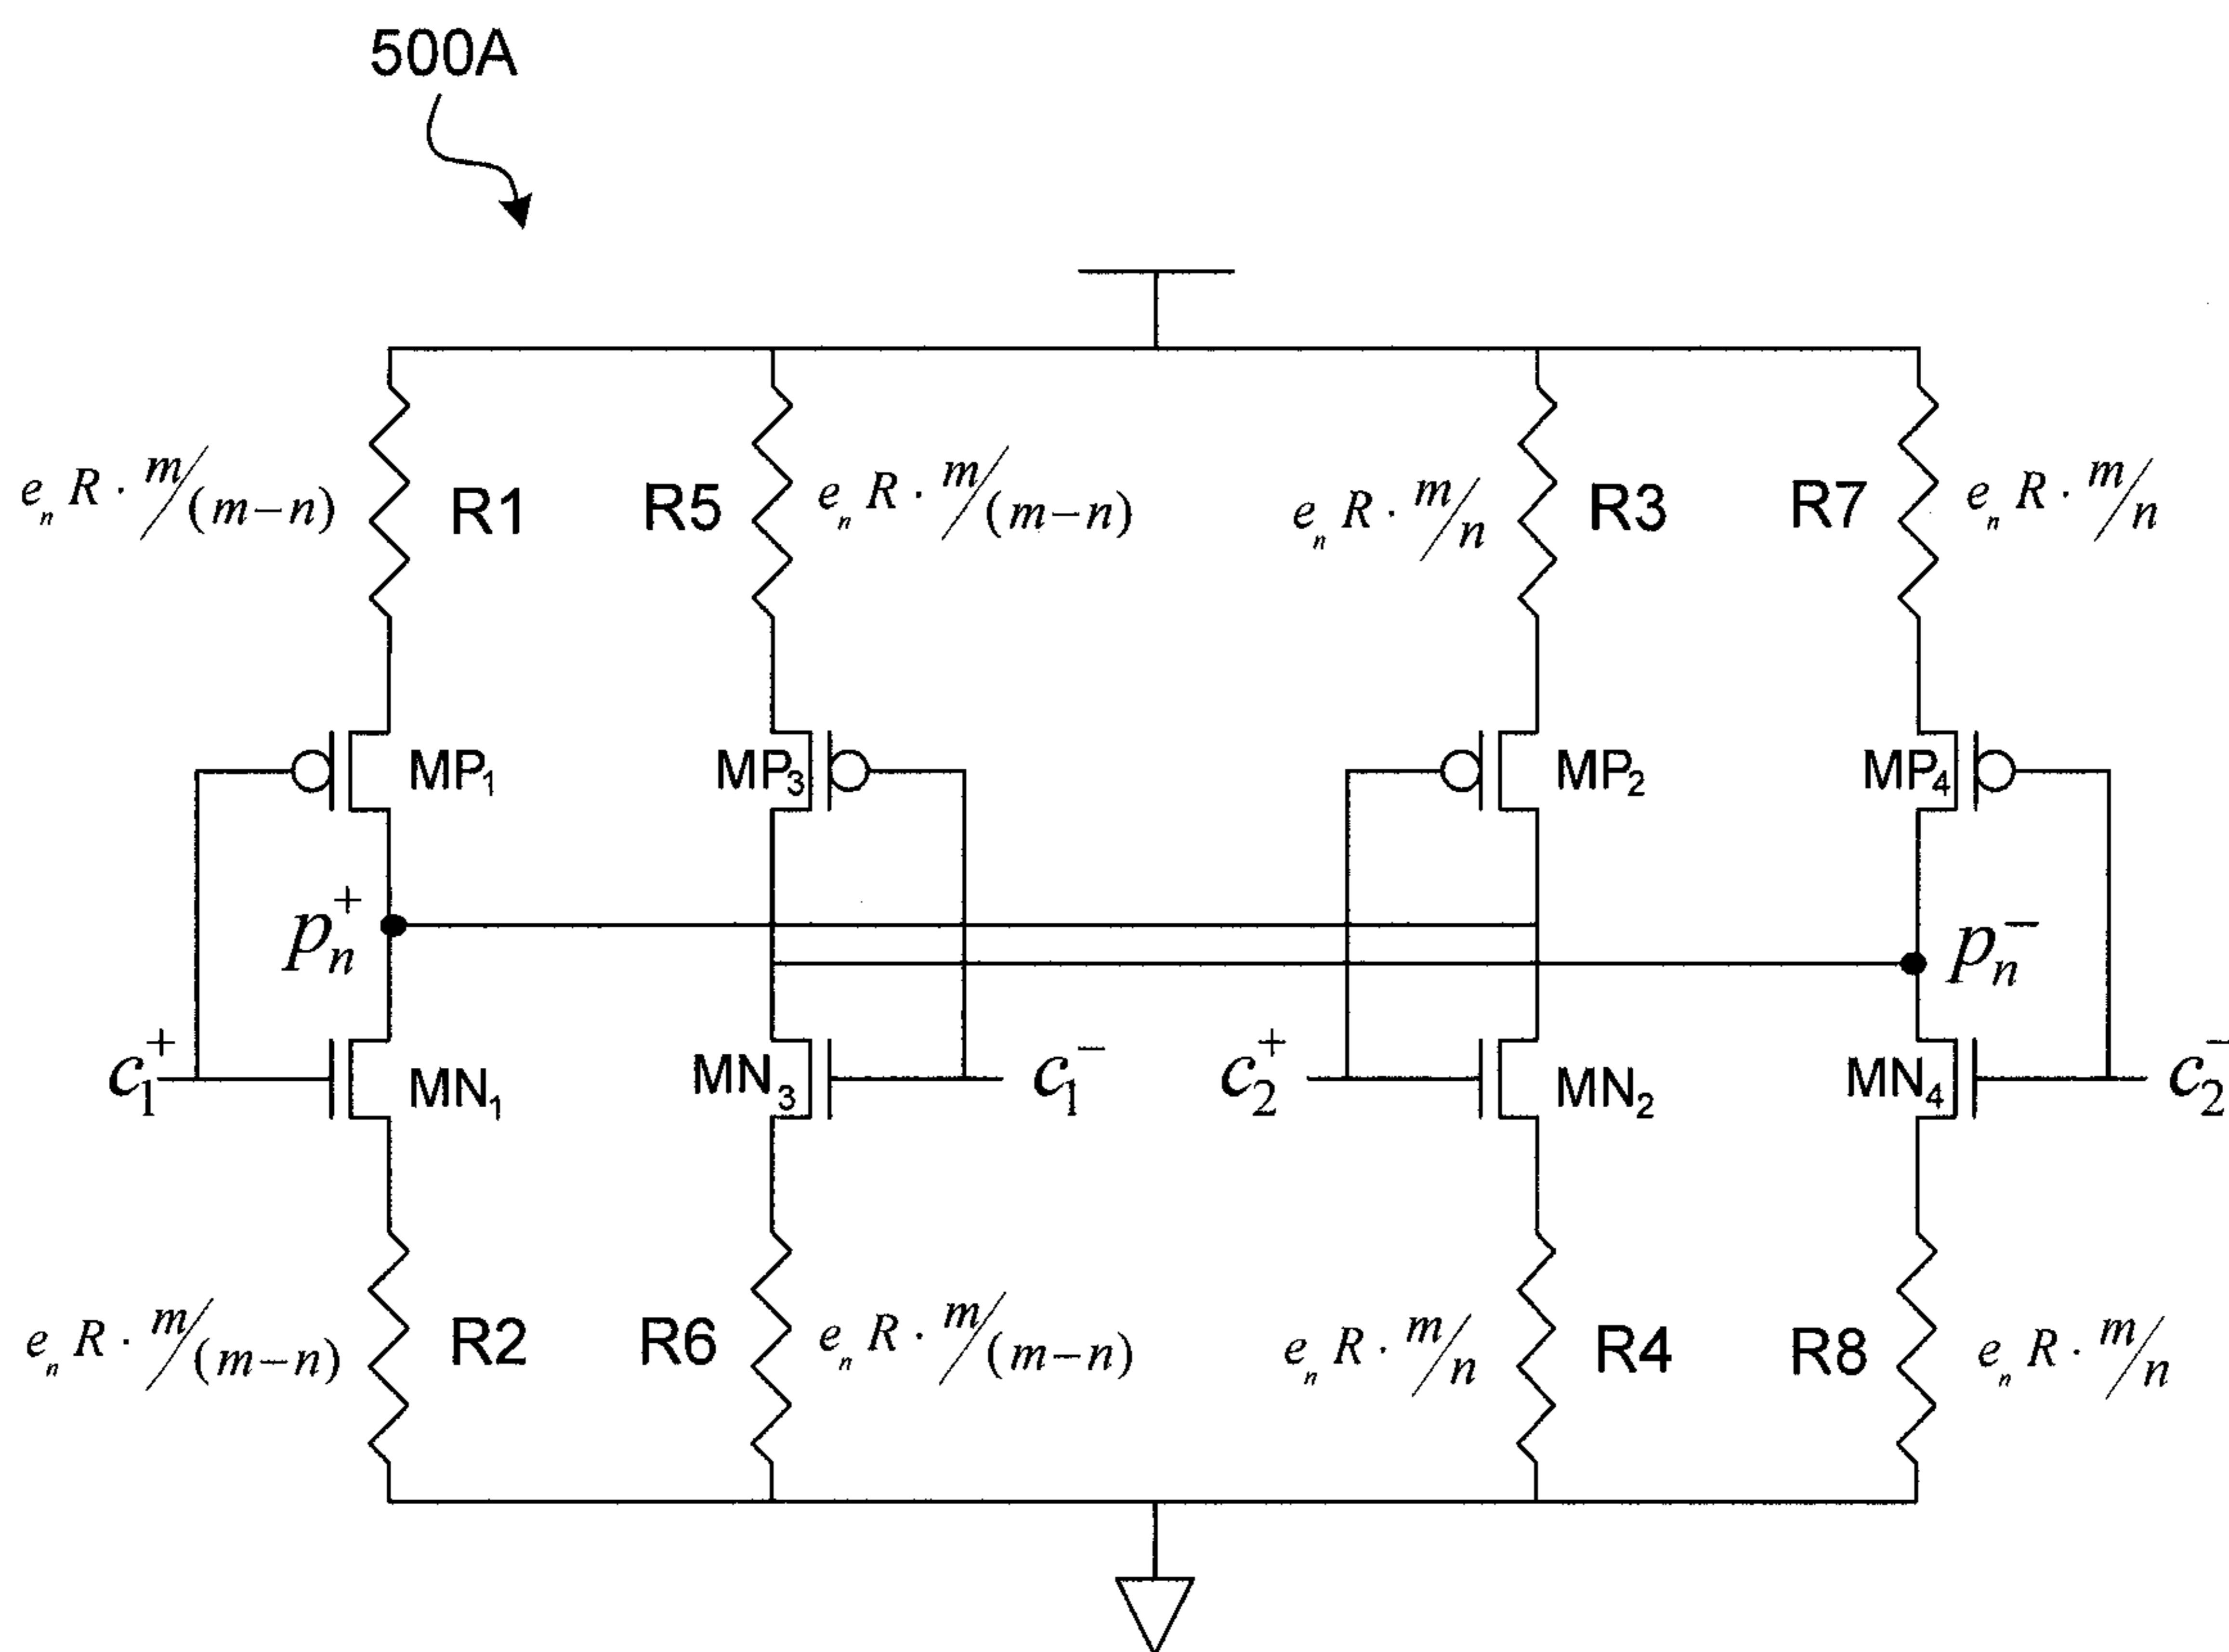 500A
e_n R · m/(m−n)
R1
R5
e_n R · m/(m−n)
e_n R · m/n
R3
R7
e_n R · m/n
MP₁
MP₃
MP₂
MP₄
p_n^+
p_n^−
c_1^+
MN₁
MN₃
c_1^−
c_2^+
MN₂
MN₄
c_2^−
e_n R · m/(m−n)
R2
R6
e_n R · m/(m−n)
e_n R · m/n
R4
R8
e_n R · m/n